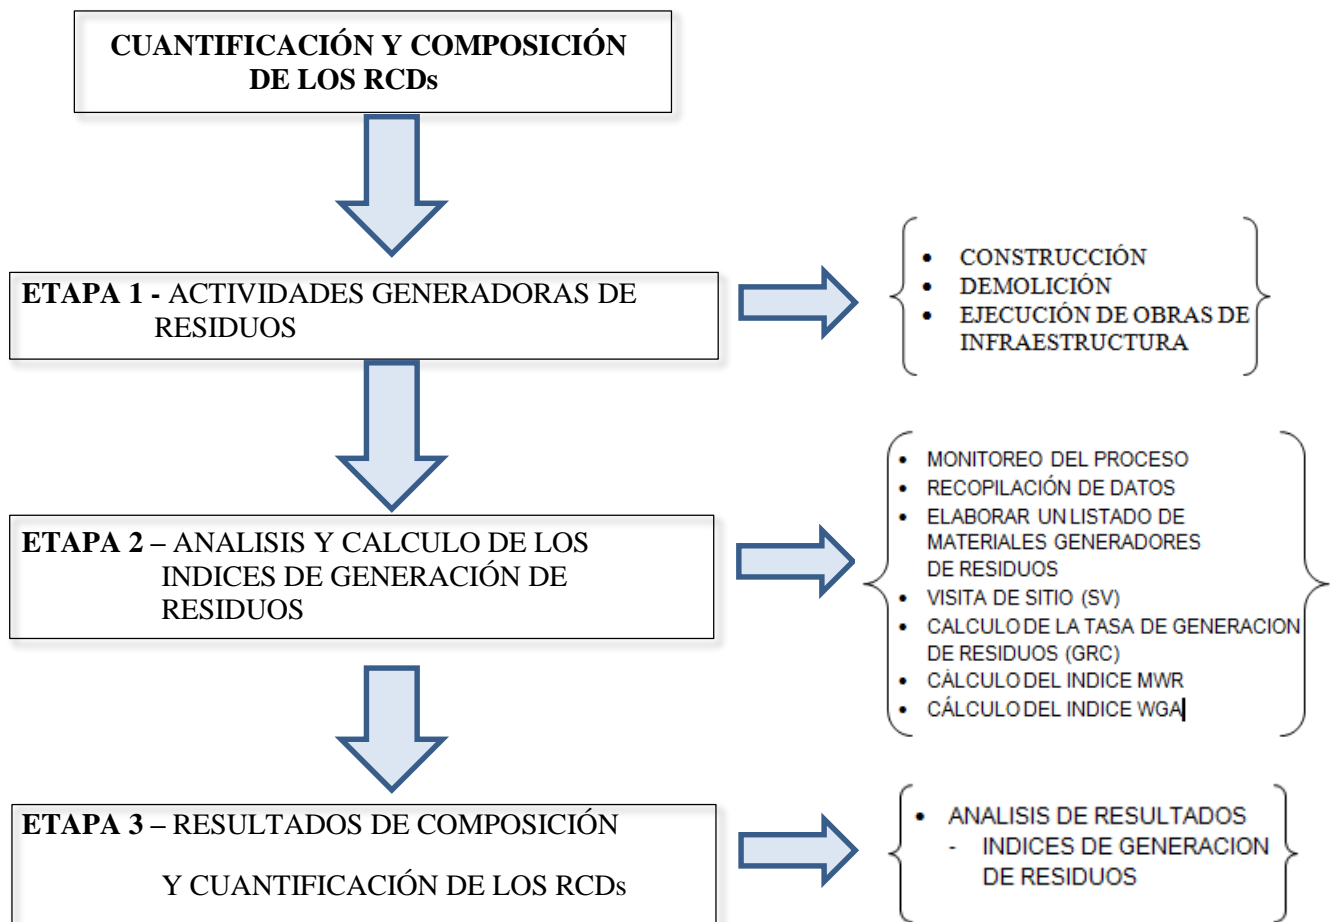 CUANTIFICACIÓN Y COMPOSICIÓN
DE LOS RCDs
ETAPA 1 - ACTIVIDADES GENERADORAS DE
RESIDUOS
• CONSTRUCCIÓN
• DEMOLICIÓN
• EJECUCIÓN DE OBRAS DE
INFRAESTRUCTURA
ETAPA 2 – ANALISIS Y CALCULO DE LOS
INDICES DE GENERACIÓN DE
RESIDUOS
• MONITOREO DEL PROCESO
• RECOPILACIÓN DE DATOS
• ELABORAR UN LISTADO DE
MATERIALES GENERADORES
DE RESIDUOS
• VISITA DE SITIO (SV)
• CALCULO DE LA TASA DE GENERACION
DE RESIDUOS (GRC)
• CÁLCULO DEL INDICE MWR
• CÁLCULO DEL INDICE WGA
ETAPA 3 – RESULTADOS DE COMPOSICIÓN
Y CUANTIFICACIÓN DE LOS RCDs
• ANALISIS DE RESULTADOS
- INDICES DE GENERACION
DE RESIDUOS